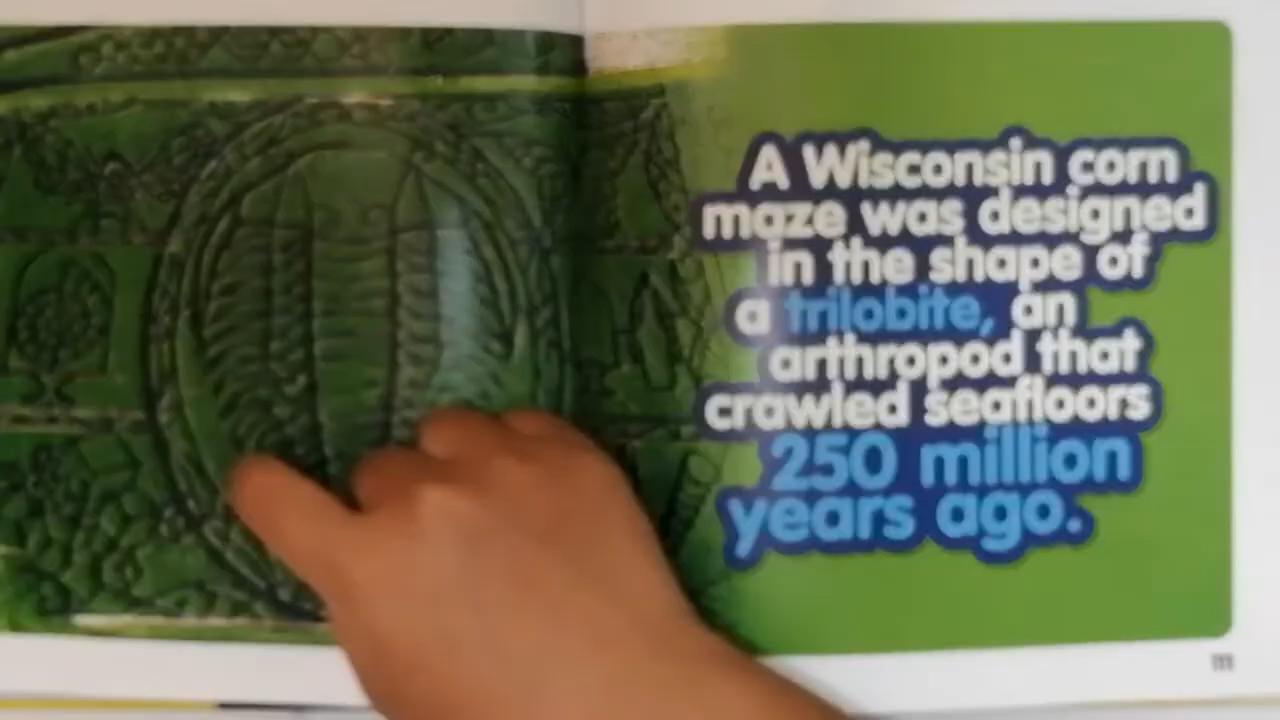 A Wisconsin corn
maze was designed
in the shape of
a trilobite, an
arthropod that
crawled seafloors
250 million
years ago.
111